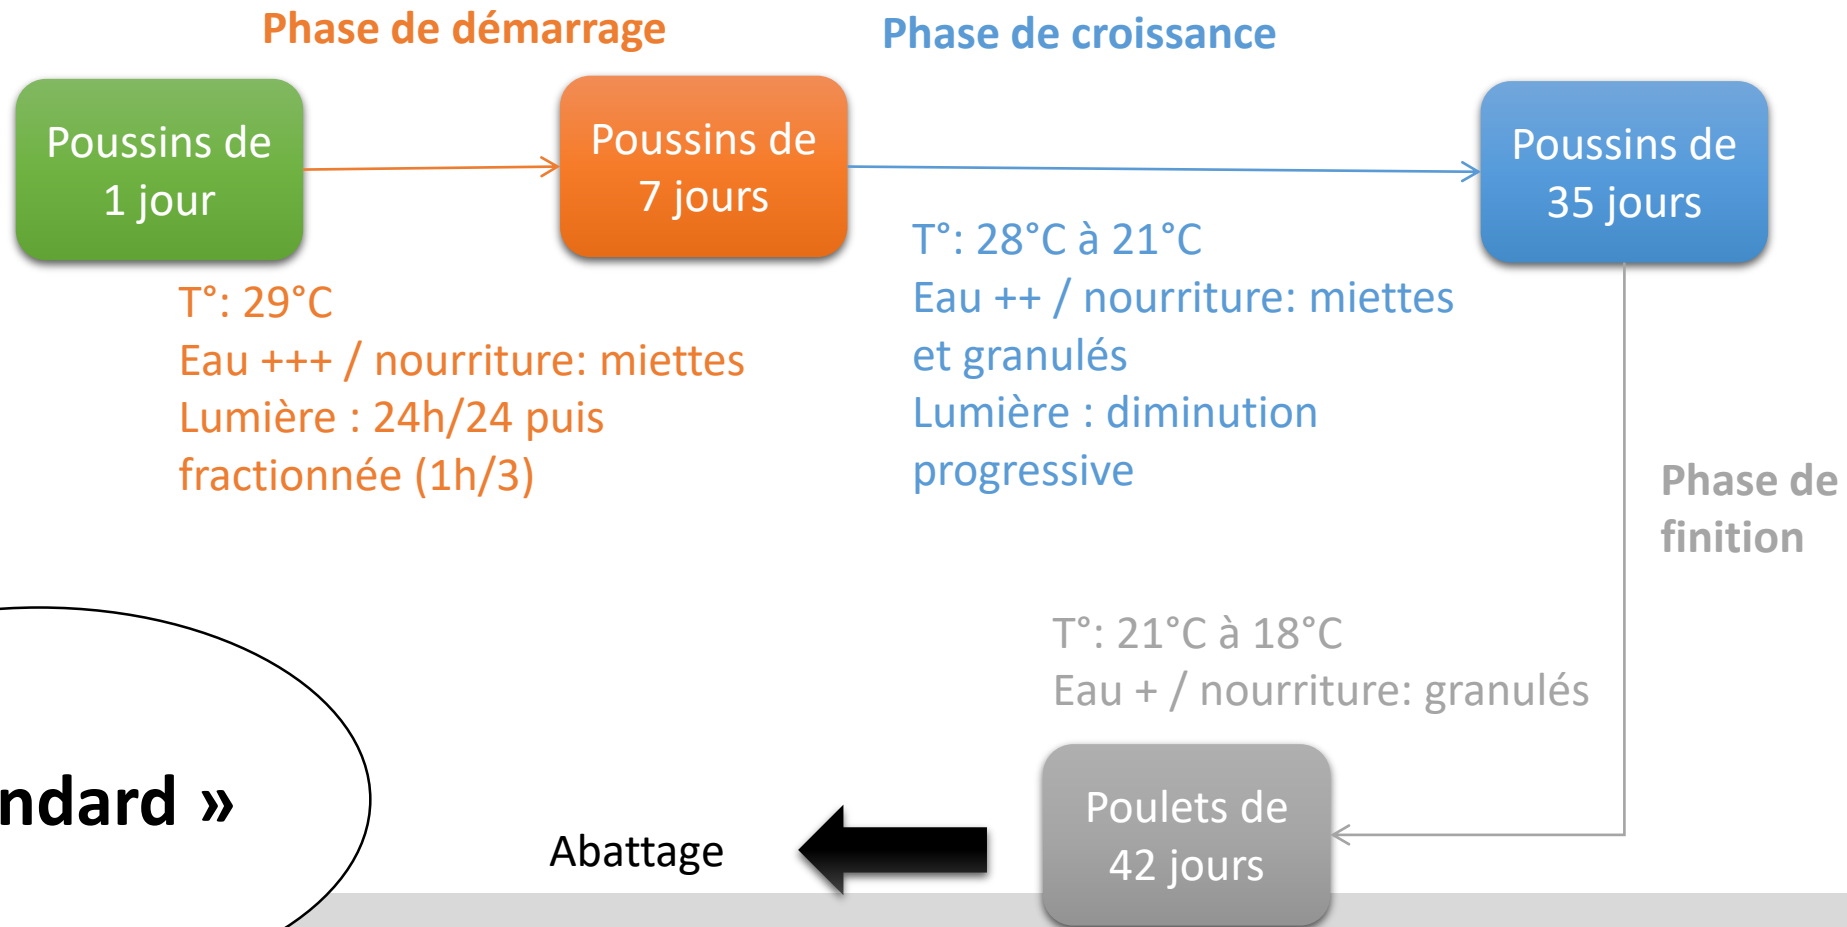 Phase de démarrage
Phase de croissance
Poussins de
1 jour
Poussins de
7 jours
Poussins de
35 jours
T°: 29°C
Eau +++ / nourriture: miettes
Lumière : 24h/24 puis
fractionnée (1h/3)
T°: 28°C à 21°C
Eau ++ / nourriture: miettes
et granulés
Lumière : diminution
progressive
Phase de
finition
T°: 21°C à 18°C
Eau + / nourriture: granulés
ndard »
Abattage
Poulets de
42 jours